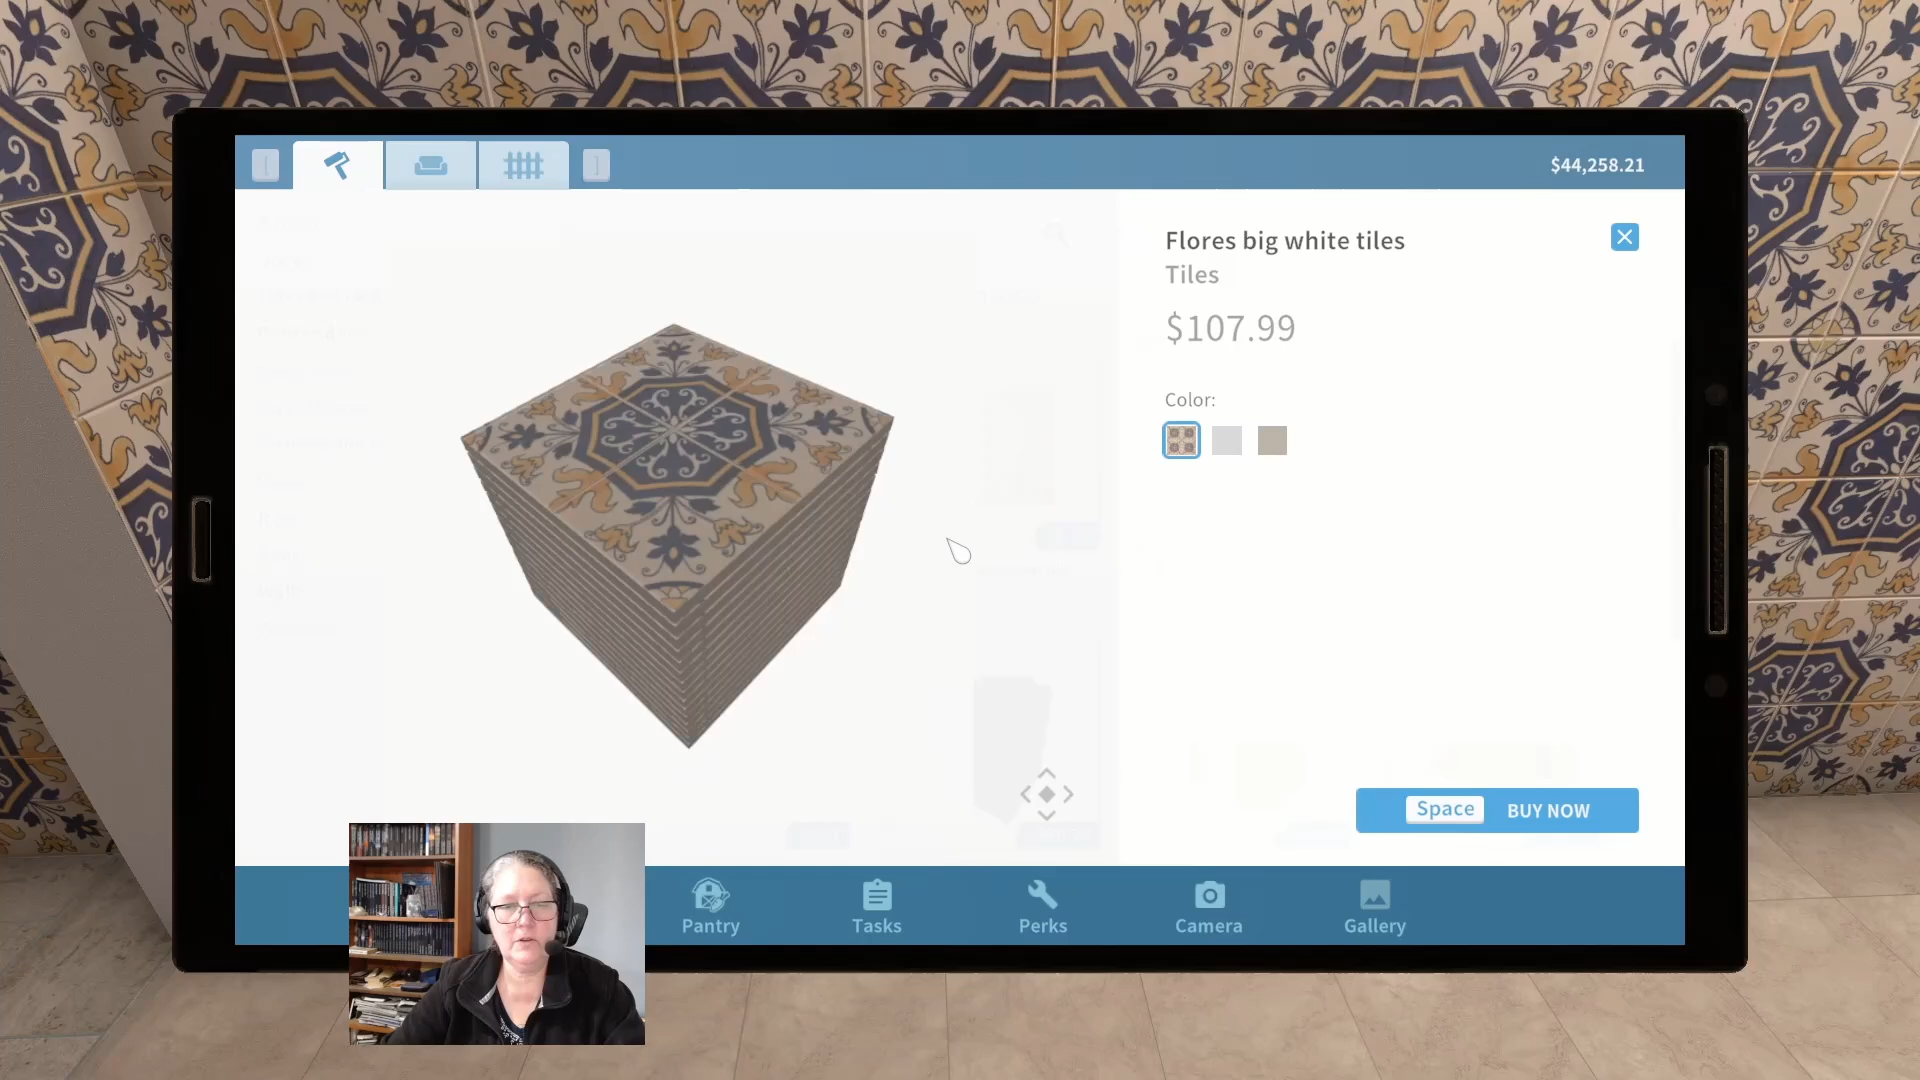 [
]
$44,258.21
Flores big white tiles
Tiles
$107.99
Color:
Space BUY NOW
Pantry
Tasks
Perks
Camera
Gallery